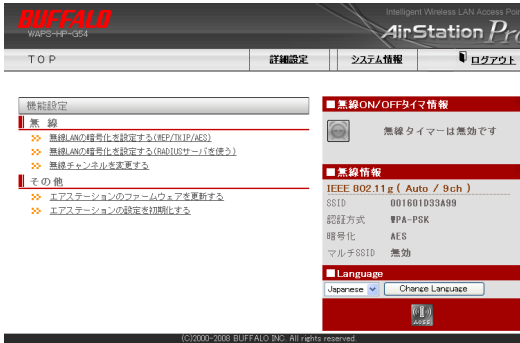 BUFFALO
WAPS-HP-G54
Intelligent Wireless LAN Access Poi
AirStation Pro
TOP
詳細設定
システム情報
ログアウト
機能設定
無 線
無線LANの暗号化を設定する(WEP/TKIP/AES)
無線LANの暗号化を設定する(RADIUSサーバを使う)
無線チャンネルを変更する
その他
エアステーションのファームウェアを更新する
エアステーションの設定を初期化する
■無線ON/OFFタイマ情報
無線タイマーは無効です
■無線情報
IEEE 802.11g ( Auto / 9ch )
SSID 001601D33A99
認証方式 WPA-PSK
暗号化 AES
マルチSSID 無効
■Language
Japanese Change Language
AOSS
(C)2000-2008 BUFFALO INC. All rights reserved.